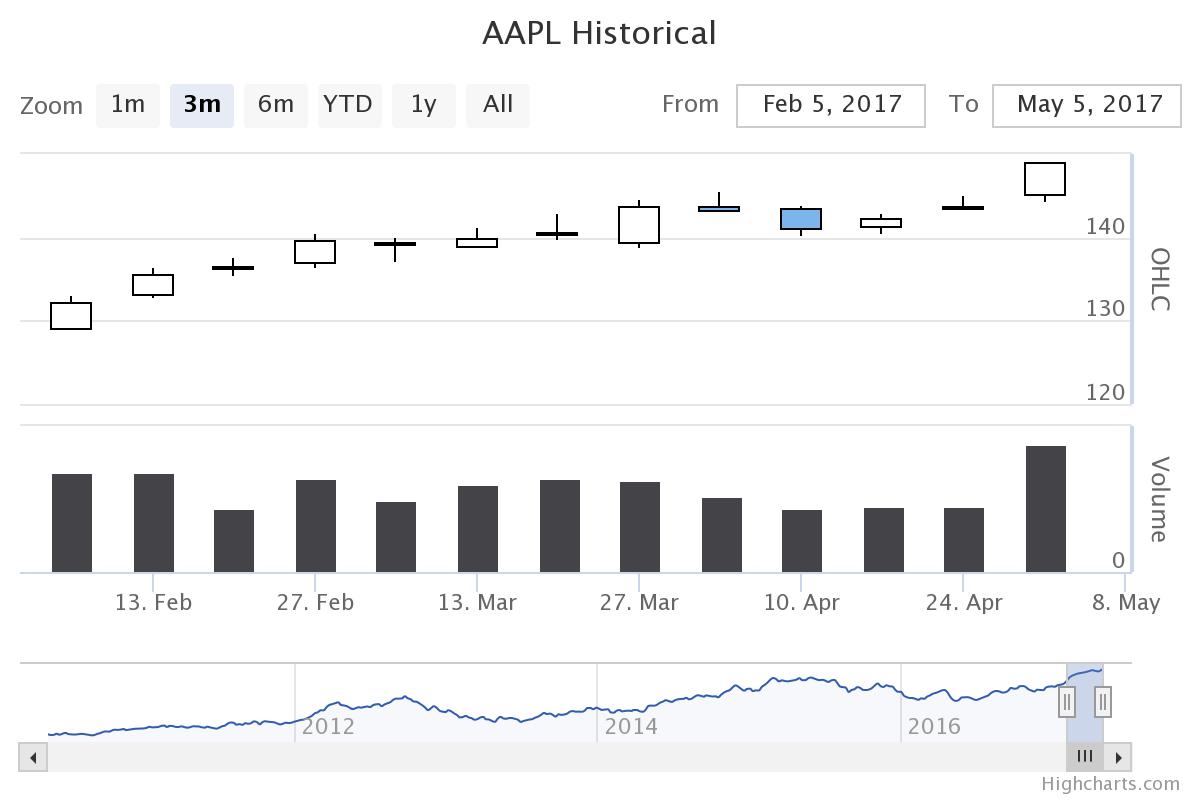 AAPL Historical
Zoom 1m 3m 6m YTD 1y All From Feb 5, 2017 To May 5, 2017
140
130
120
OHLC
Volume
0
13. Feb 27. Feb 13. Mar 27. Mar 10. Apr 24. Apr 8. May
2012 2014 2016
Highcharts.com